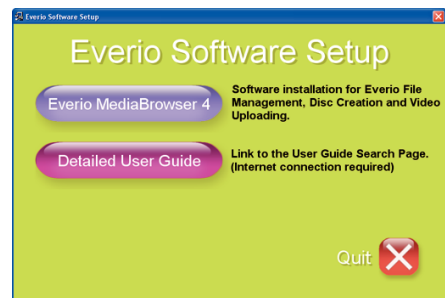 Everio Software Setup
Everio Software Setup
Everio MediaBrowser 4
Software installation for Everio File
Management, Disc Creation and Video
Uploading.
Detailed User Guide
Link to the User Guide Search Page.
(Internet connection required)
Quit